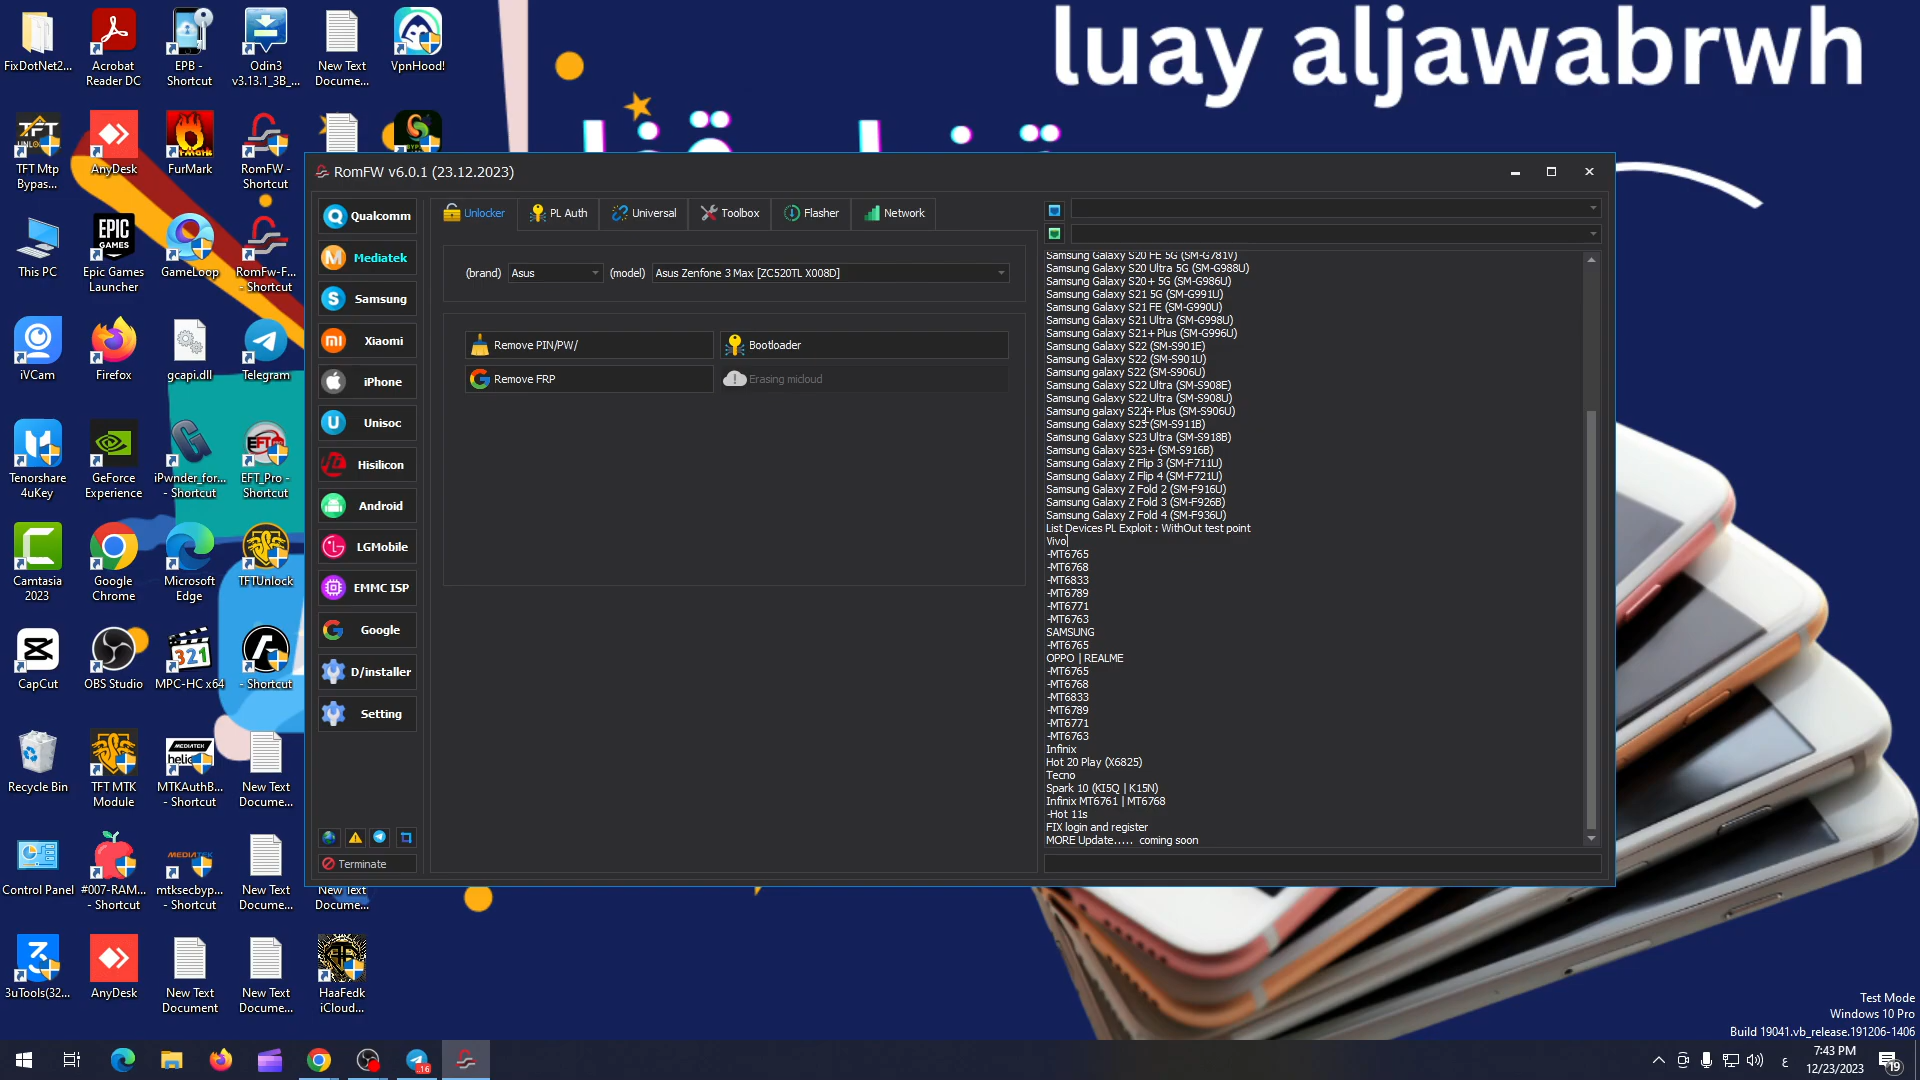 luay aljawabrwh
FixDotNet2...
Acrobat
Reader DC
EPB -
Shortcut
Odin3
v3.13.1_3B_...
New Text
Docume...
VpnHood!
TFT Mtp
Bypas...
AnyDesk
FurMark
RomFW -
Shortcut
This PC
Epic Games
Launcher
GameLoop
RomFw-F...
- Shortcut
iVCam
Firefox
gcapi.dll
Telegram
Tenorshare
4uKey
GeForce
Experience
iPwnder_for...
- Shortcut
EFT_Pro -
Shortcut
Camtasia
2023
Google
Chrome
Microsoft
Edge
TFTUnlock
CapCut
OBS Studio
MPC-HC x64
- Shortcut
Recycle Bin
TFT MTK
Module
MTKAuthB...
- Shortcut
New Text
Docume...
Control Panel
#007-RAM...
- Shortcut
mtksecbyp...
- Shortcut
New Text
Docume...
New Text
Docume...
3uTools(32...
AnyDesk
New Text
Document
New Text
Docume...
HaaFedk
iCloud...
RomFW v6.0.1 (23.12.2023)
Qualcomm
Mediatek
Samsung
Xiaomi
iPhone
Unisoc
Hisilicon
Android
LGMobile
EMMC ISP
Google
D/installer
Setting
Terminate
Unlocker
PL Auth
Universal
Toolbox
Flasher
Network
(brand) Asus (model) Asus Zenfone 3 Max [ZC520TL X008D]
Remove PIN/PW/
Bootloader
Remove FRP
Erasing micloud
Samsung Galaxy S20 FE 5G (SM-G781V)
Samsung Galaxy S20 Ultra 5G (SM-G988U)
Samsung Galaxy S20+ 5G (SM-G986U)
Samsung Galaxy S21 5G (SM-G991U)
Samsung Galaxy S21 FE (SM-G990U)
Samsung Galaxy S21 Ultra (SM-G998U)
Samsung Galaxy S21+ Plus (SM-G996U)
Samsung Galaxy S22 (SM-S901E)
Samsung Galaxy S22 (SM-S901U)
Samsung galaxy S22 (SM-S906U)
Samsung Galaxy S22 Ultra (SM-S908E)
Samsung Galaxy S22 Ultra (SM-S908U)
Samsung galaxy S22+ Plus (SM-S906U)
Samsung Galaxy S23 (SM-S911B)
Samsung Galaxy S23 Ultra (SM-S918B)
Samsung Galaxy S23+ (SM-S916B)
Samsung Galaxy Z Flip 3 (SM-F711U)
Samsung Galaxy Z Flip 4 (SM-F721U)
Samsung Galaxy Z Fold 2 (SM-F916U)
Samsung Galaxy Z Fold 3 (SM-F926B)
Samsung Galaxy Z Fold 4 (SM-F936U)
List Devices PL Exploit : WithOut test point
Vivo
-MT6765
-MT6768
-MT6833
-MT6789
-MT6771
-MT6763
SAMSUNG
-MT6765
OPPO | REALME
-MT6765
-MT6768
-MT6833
-MT6789
-MT6771
-MT6763
Infinix
Hot 20 Play (X6825)
Tecno
Spark 10 (KI5Q | K15N)
Infinix MT6761 | MT6768
-Hot 11s
FIX login and register
MORE Update..... coming soon
Test Mode
Windows 10 Pro
Build 19041.vb_release.191206-1406
ع
7:43 PM
12/23/2023
19